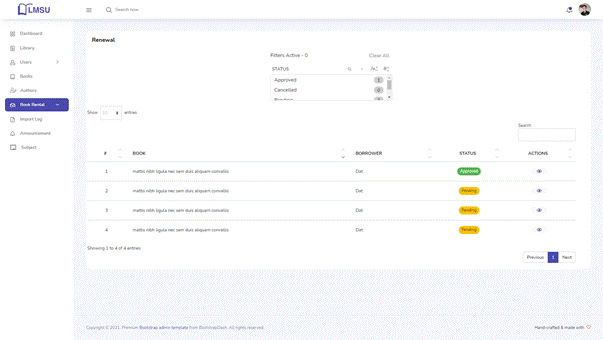 LMSU
Search now
Dashboard
Library
Users
Books
Authors
Book Rental
Import Log
Announcement
Subject
Renewal
Filters Active - 0
Clear All
STATUS
Approved 1
Cancelled 0
Pending
Show 10 entries
Search:
# BOOK BORROWER STATUS ACTIONS
1 mattis nibh ligula nec sem duis aliquam convallis Dat Approved
2 mattis nibh ligula nec sem duis aliquam convallis Dat Pending
3 mattis nibh ligula nec sem duis aliquam convallis Dat Pending
4 mattis nibh ligula nec sem duis aliquam convallis Dat Pending
Showing 1 to 4 of 4 entries
Previous 1 Next
Copyright © 2021. Premium Bootstrap admin template from BootstrapDash. All rights reserved.
Hand-crafted & made with